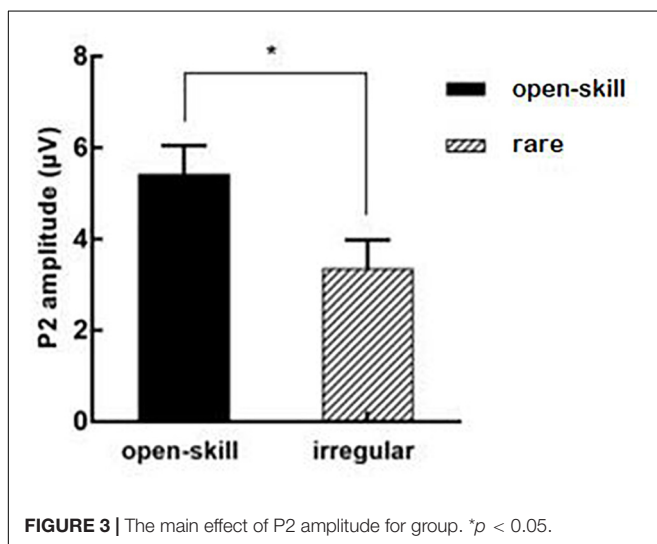 *
8
6
4
2
0
P2 amplitude (µV)
open-skill
irregular
open-skill
rare
FIGURE 3 | The main effect of P2 amplitude for group. *p < 0.05.